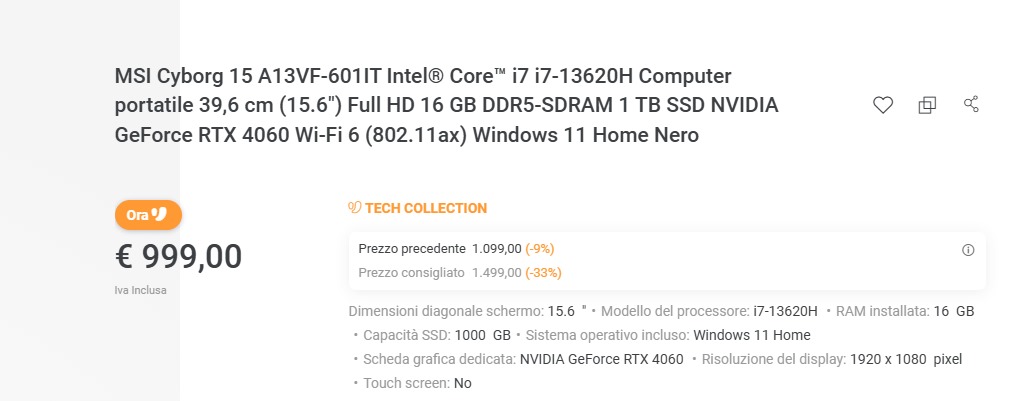 MSI Cyborg 15 A13VF-601IT Intel® Core™ i7 i7-13620H Computer
portatile 39,6 cm (15.6") Full HD 16 GB DDR5-SDRAM 1 TB SSD NVIDIA
GeForce RTX 4060 Wi-Fi 6 (802.11ax) Windows 11 Home Nero
Ora
€ 999,00
Iva Inclusa
TECH COLLECTION
Prezzo precedente 1.099,00 (-9%)
Prezzo consigliato 1.499,00 (-33%)
Dimensioni diagonale schermo: 15.6 " • Modello del processore: i7-13620H • RAM installata: 16 GB
• Capacità SSD: 1000 GB • Sistema operativo incluso: Windows 11 Home
• Scheda grafica dedicata: NVIDIA GeForce RTX 4060 • Risoluzione del display: 1920 x 1080 pixel
• Touch screen: No